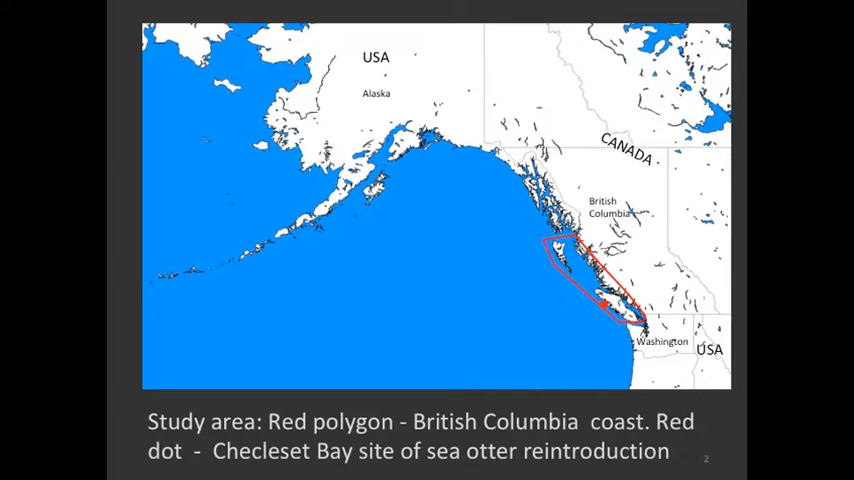 USA
Alaska
CANADA
British
Columbia
Washington
USA
Study area: Red polygon - British Columbia coast. Red
dot - Checleset Bay site of sea otter reintroduction
2